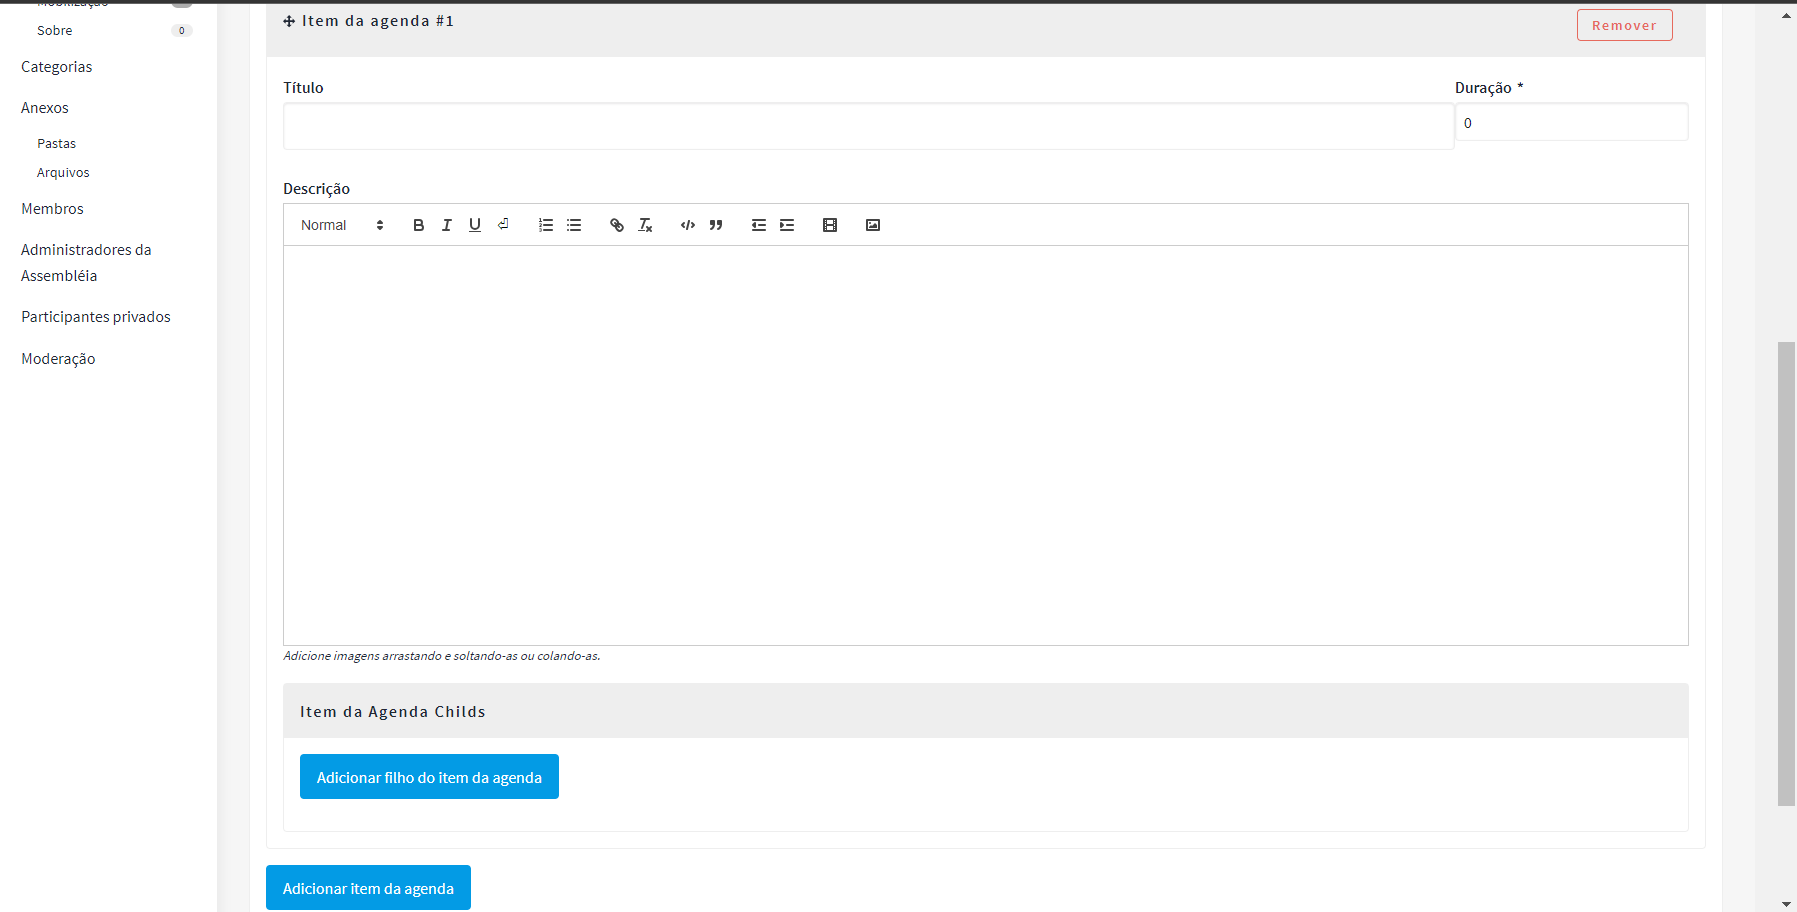 Mobilização
Sobre
0
Categorias
Anexos
Pastas
Arquivos
Membros
Administradores da
Assembléia
Participantes privados
Moderação
Item da agenda #1
Remover
Título
Duração *
0
Descrição
Normal
Adicione imagens arrastando e soltando-as ou colando-as.
Item da Agenda Childs
Adicionar filho do item da agenda
Adicionar item da agenda